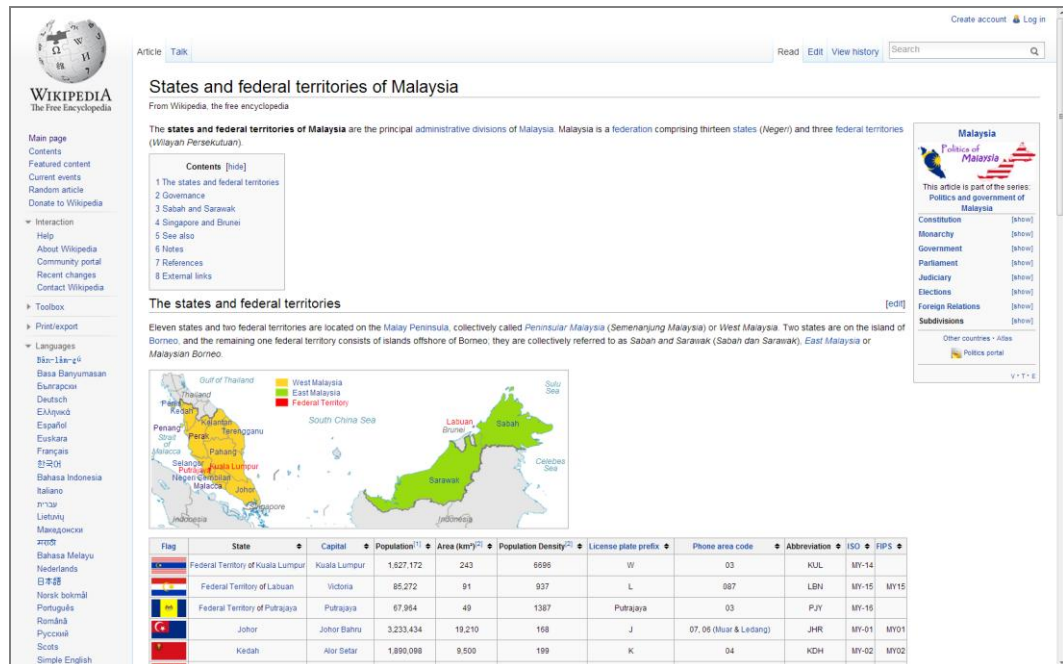 Create account Log in
Article Talk Read Edit View history Search
WIKIPEDIA
The Free Encyclopedia
Main page
Contents
Featured content
Current events
Random article
Donate to Wikipedia
Interaction
Help
About Wikipedia
Community portal
Recent changes
Contact Wikipedia
Toolbox
Print/export
Languages
Bân-lâm-gú
Basa Banyumasan
Български
Deutsch
Ελληνικά
Español
Euskara
Français
한국어
Bahasa Indonesia
Italiano
עברית
Lietuvių
Македонски
मराठी
Bahasa Melayu
Nederlands
日本語
Norsk bokmål
Português
Română
Русский
Scots
Simple English
States and federal territories of Malaysia
From Wikipedia, the free encyclopedia
The states and federal territories of Malaysia are the principal administrative divisions of Malaysia. Malaysia is a federation comprising thirteen states (Negeri) and three federal territories
(Wilayah Persekutuan).
Contents [hide]
1 The states and federal territories
2 Governance
3 Sabah and Sarawak
4 Singapore and Brunei
5 See also
6 Notes
7 References
8 External links
Malaysia
Politics of
Malaysia
This article is part of the series:
Politics and government of
Malaysia
Constitution [show]
Monarchy [show]
Government [show]
Parliament [show]
Judiciary [show]
Elections [show]
Foreign Relations [show]
Subdivisions [show]
Other countries · Atlas
Politics portal
V · T · E
The states and federal territories [edit]
Eleven states and two federal territories are located on the Malay Peninsula, collectively called Peninsular Malaysia (Semenanjung Malaysia) or West Malaysia. Two states are on the island of
Borneo, and the remaining one federal territory consists of islands offshore of Borneo; they are collectively referred to as Sabah and Sarawak (Sabah dan Sarawak), East Malaysia or
Malaysian Borneo.
Gulf of Thailand
Thailand
West Malaysia
East Malaysia
Federal Territory
South China Sea
Sulu
Sea
Perlis
Kedah
Penang
Kelantan
Terengganu
Strait
of
Malacca
Perak
Pahang
Selangor
Kuala Lumpur
Putrajaya
Negeri Sembilan
Malacca
Johor
Singapore
Indonesia
Labuan
Brunei
Sabah
Celebes
Sea
Sarawak
Indonesia
Flag State Capital Population[1] Area (km²)[2] Population Density[2] License plate prefix Phone area code Abbreviation ISO FIPS
Federal Territory of Kuala Lumpur Kuala Lumpur 1,627,172 243 6696 W 03 KUL MY-14
Federal Territory of Labuan Victoria 85,272 91 937 L 087 LBN MY-15 MY15
Federal Territory of Putrajaya Putrajaya 67,964 49 1387 Putrajaya 03 PJY MY-16
Johor Johor Bahru 3,233,434 19,210 168 J 07, 06 (Muar & Ledang) JHR MY-01 MY01
Kedah Alor Setar 1,890,098 9,500 199 K 04 KDH MY-02 MY02